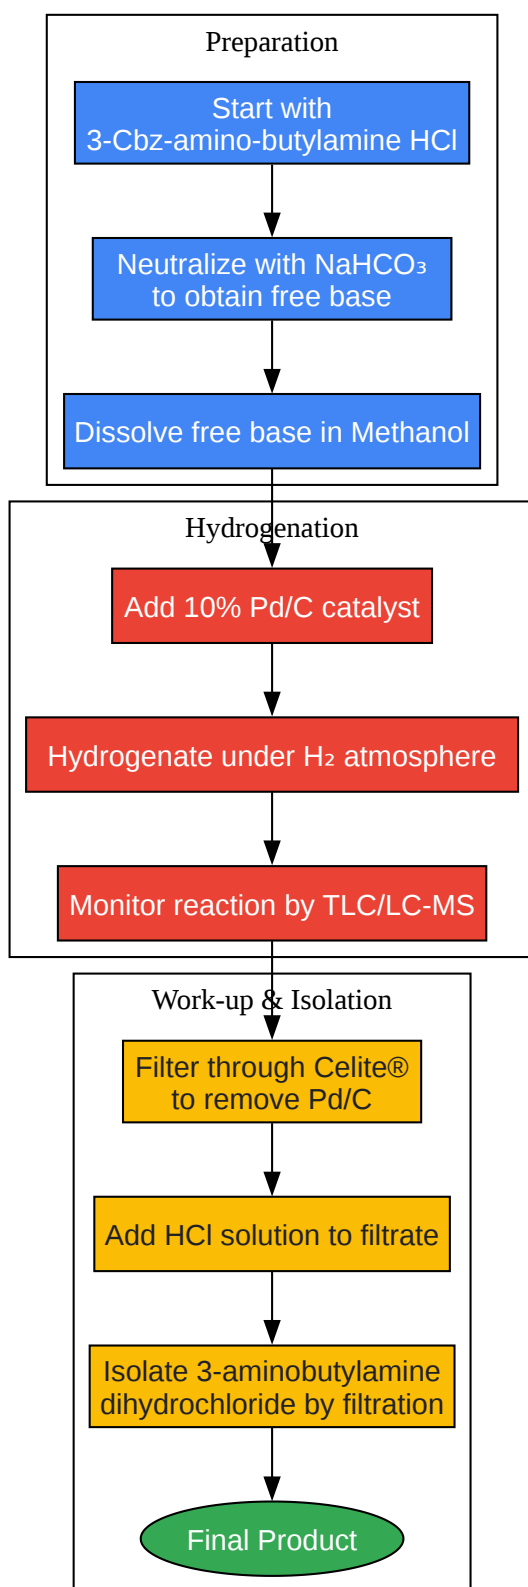 Preparation
Start with
3-Cbz-amino-butylamine HCl
Neutralize with NaHCO₃
to obtain free base
Dissolve free base in Methanol
Hydrogenation
Add 10% Pd/C catalyst
Hydrogenate under H₂ atmosphere
Monitor reaction by TLC/LC-MS
Work-up & Isolation
Filter through Celite®
to remove Pd/C
Add HCl solution to filtrate
Isolate 3-aminobutylamine
dihydrochloride by filtration
Final Product